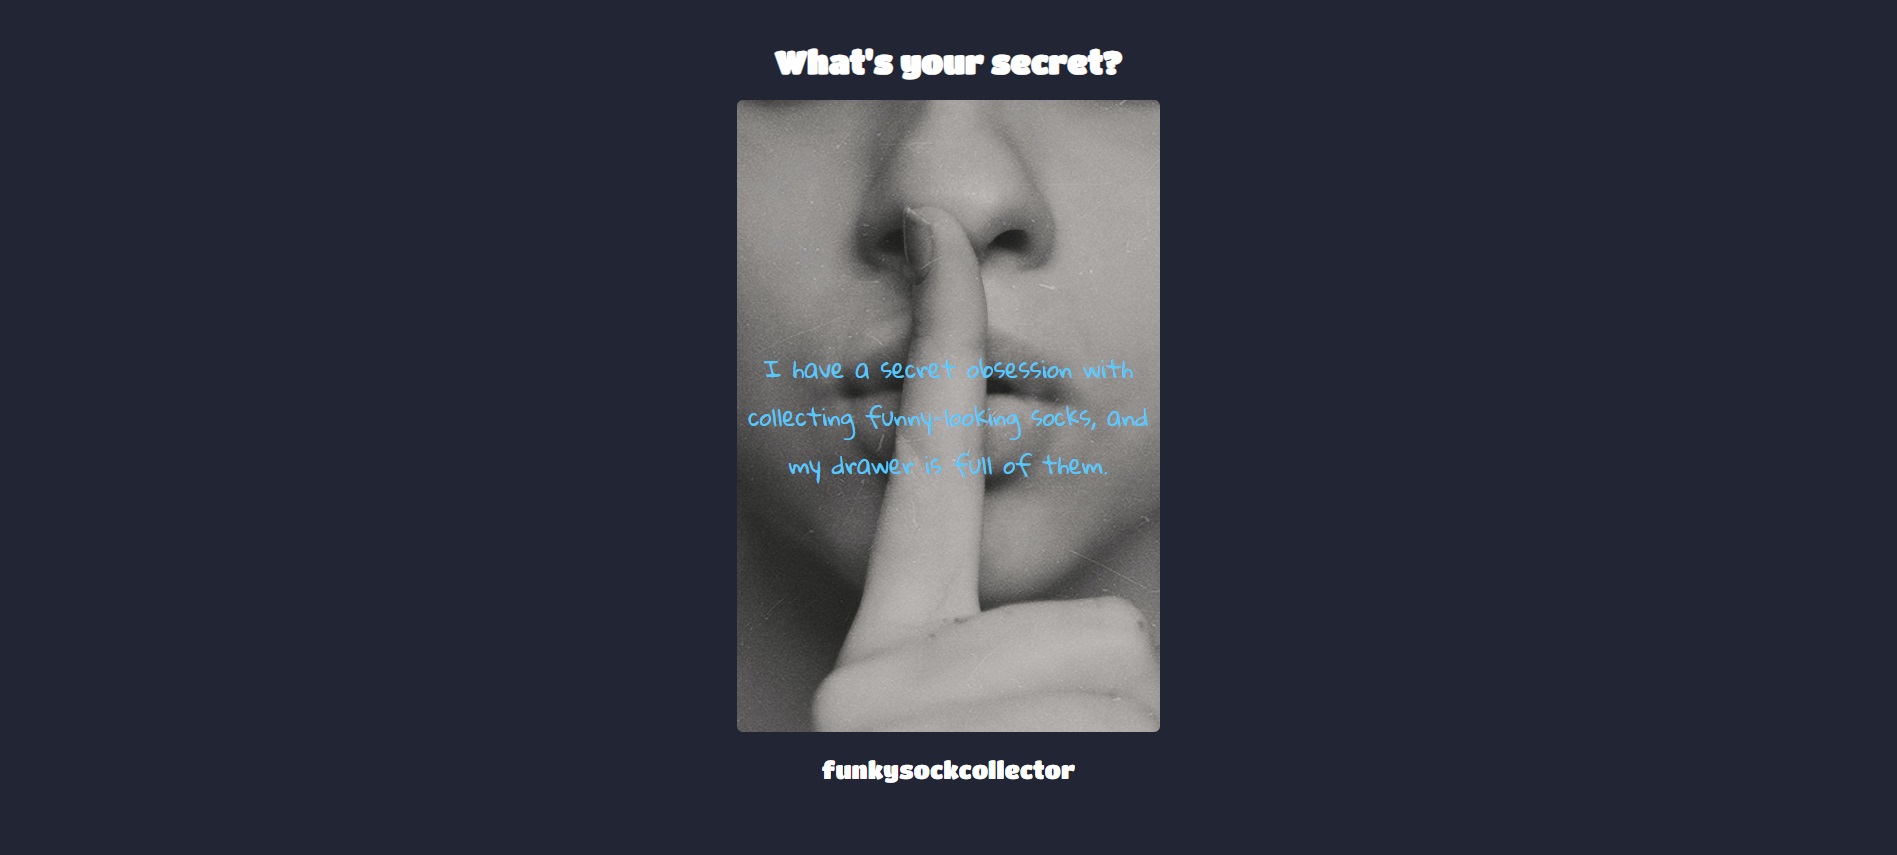 What's your secret?
I have a secret obsession with
collecting funny-looking socks, and
my drawer is full of them.
funkysockcollector